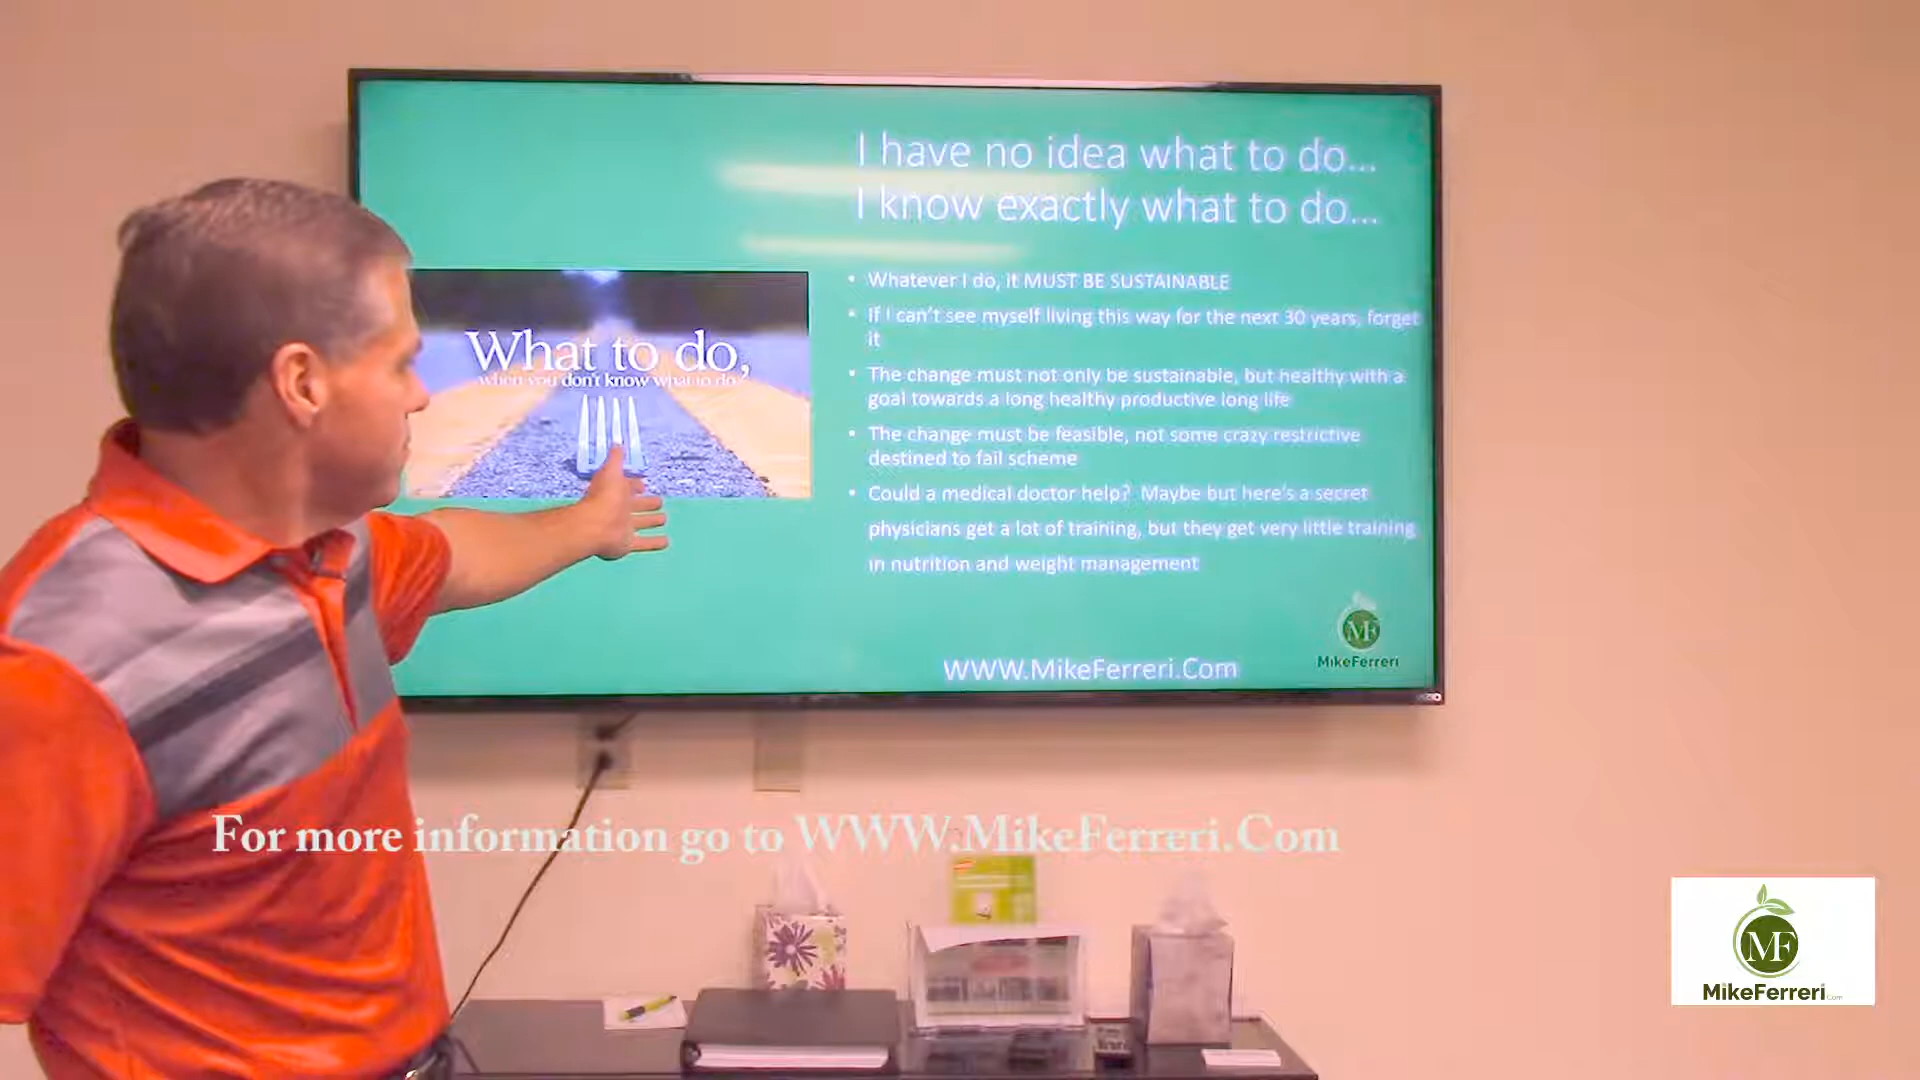 I have no idea what to do...
I know exactly what to do...
What to do,
when you don't know what to do?
• Whatever I do, it MUST BE SUSTAINABLE
• If I can't see myself living this way for the next 30 years, forget
it
• The change must not only be sustainable, but healthy with a
goal towards a long healthy productive long life
• The change must be feasible, not some crazy restrictive
destined to fail scheme
• Could a medical doctor help? Maybe but here's a secret
physicians get a lot of training, but they get very little training
in nutrition and weight management
MF
MikeFerreri
WWW.MikeFerreri.Com
For more information go to WWW.MikeFerreri.Com
MF
MikeFerreri.Com